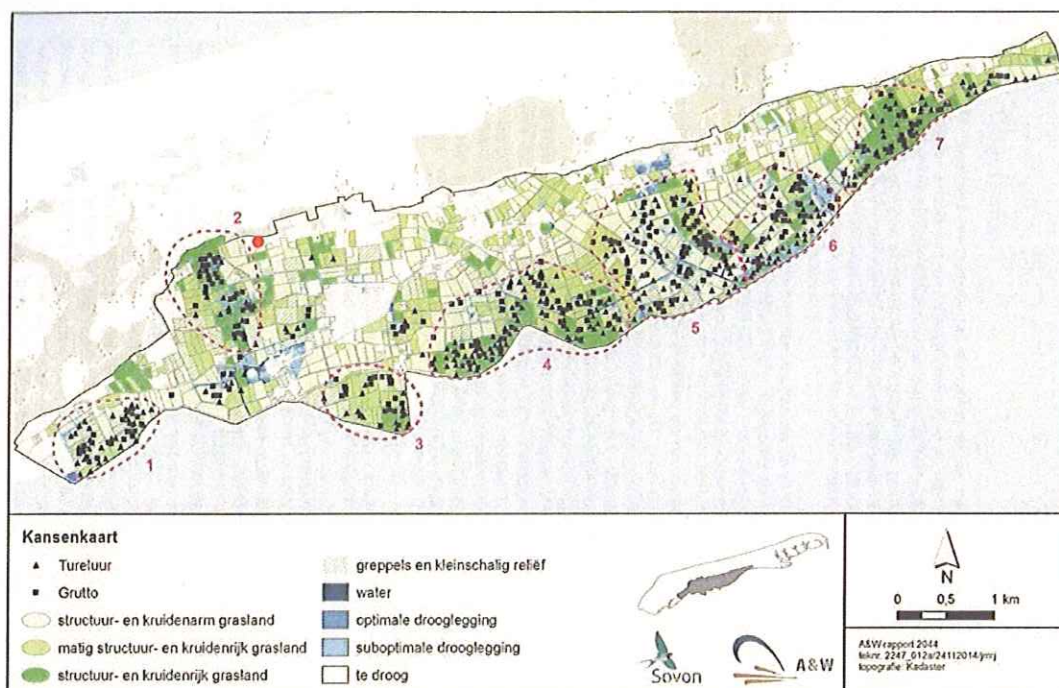 2
7
6
5
4
3
1
Kansenkaart
Tureluur
Grutto
structuur- en kruidenarm grasland
matig structuur- en kruidenrijk grasland
structuur- en kruidenrijk grasland
greppels en kleinschalig reliëf
water
optimale drooglegging
suboptimale drooglegging
te droog
Sovon
A&W
N
0 0,5 1 km
A&W rapport 2044
teknr. 2247_012a/24112014/jmrj
topografie: Kadaster